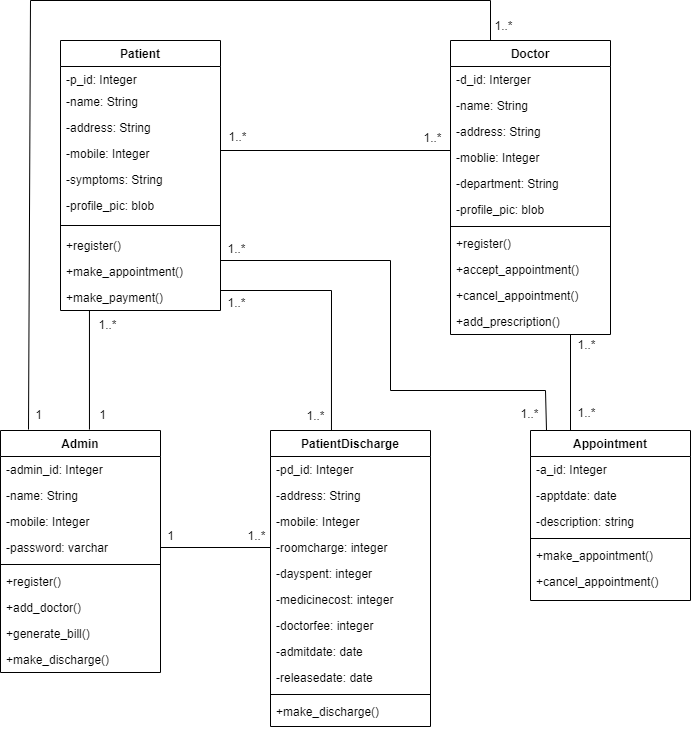 1..*
Patient
-p_id: Integer
-name: String
-address: String
-mobile: Integer
-symptoms: String
-profile_pic: blob
+register()
+make_appointment()
+make_payment()
Doctor
-d_id: Interger
-name: String
-address: String
-moblie: Integer
-department: String
-profile_pic: blob
+register()
+accept_appointment()
+cancel_appointment()
+add_prescription()
1..*
1..*
1..*
1..*
1..*
1..*
1
1
1..*
1..*
1..*
Admin
-admin_id: Integer
-name: String
-mobile: Integer
-password: varchar
+register()
+add_doctor()
+generate_bill()
+make_discharge()
1
1..*
PatientDischarge
-pd_id: Integer
-address: String
-mobile: Integer
-roomcharge: integer
-dayspent: integer
-medicinecost: integer
-doctorfee: integer
-admitdate: date
-releasedate: date
+make_discharge()
Appointment
-a_id: Integer
-apptdate: date
-description: string
+make_appointment()
+cancel_appointment()